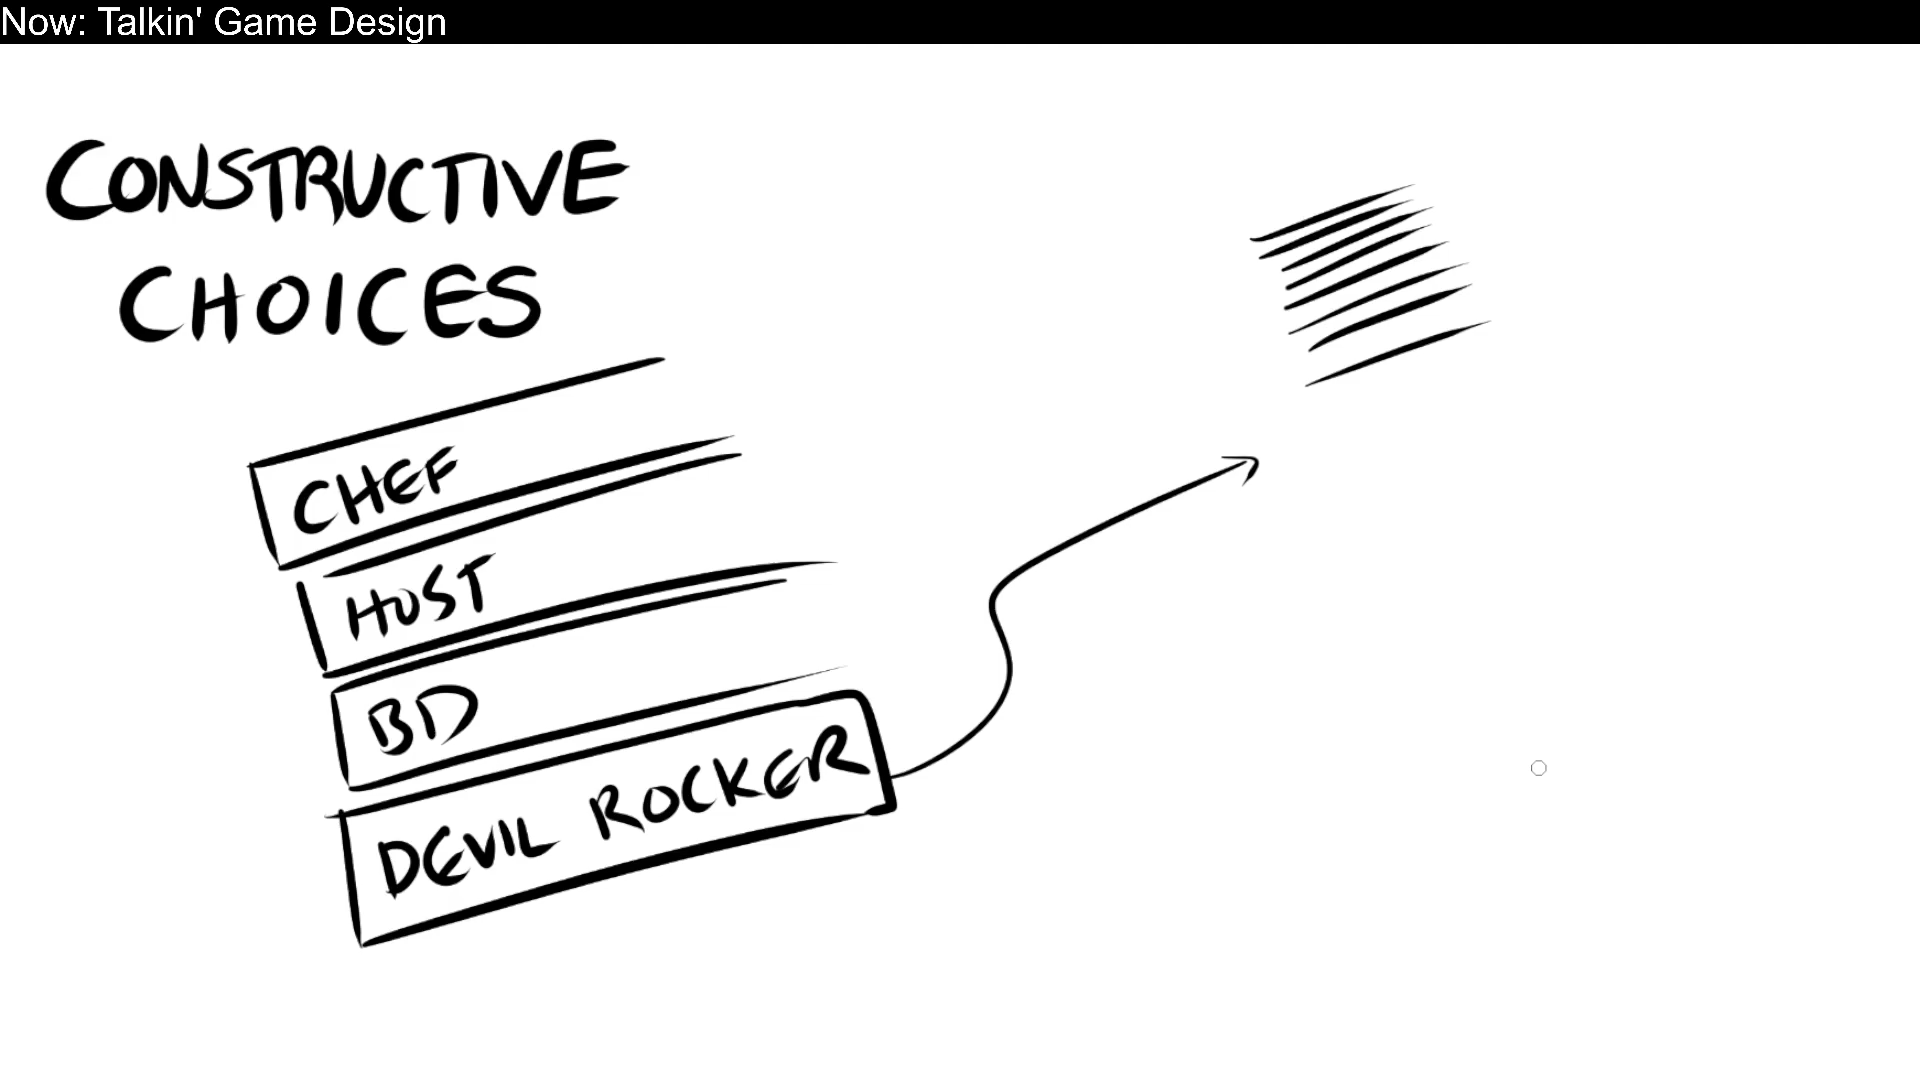 Now: Talkin' Game Design
CONSTRUCTIVE
CHOICES
CHEF
HOST
BD
DEVIL ROCKER